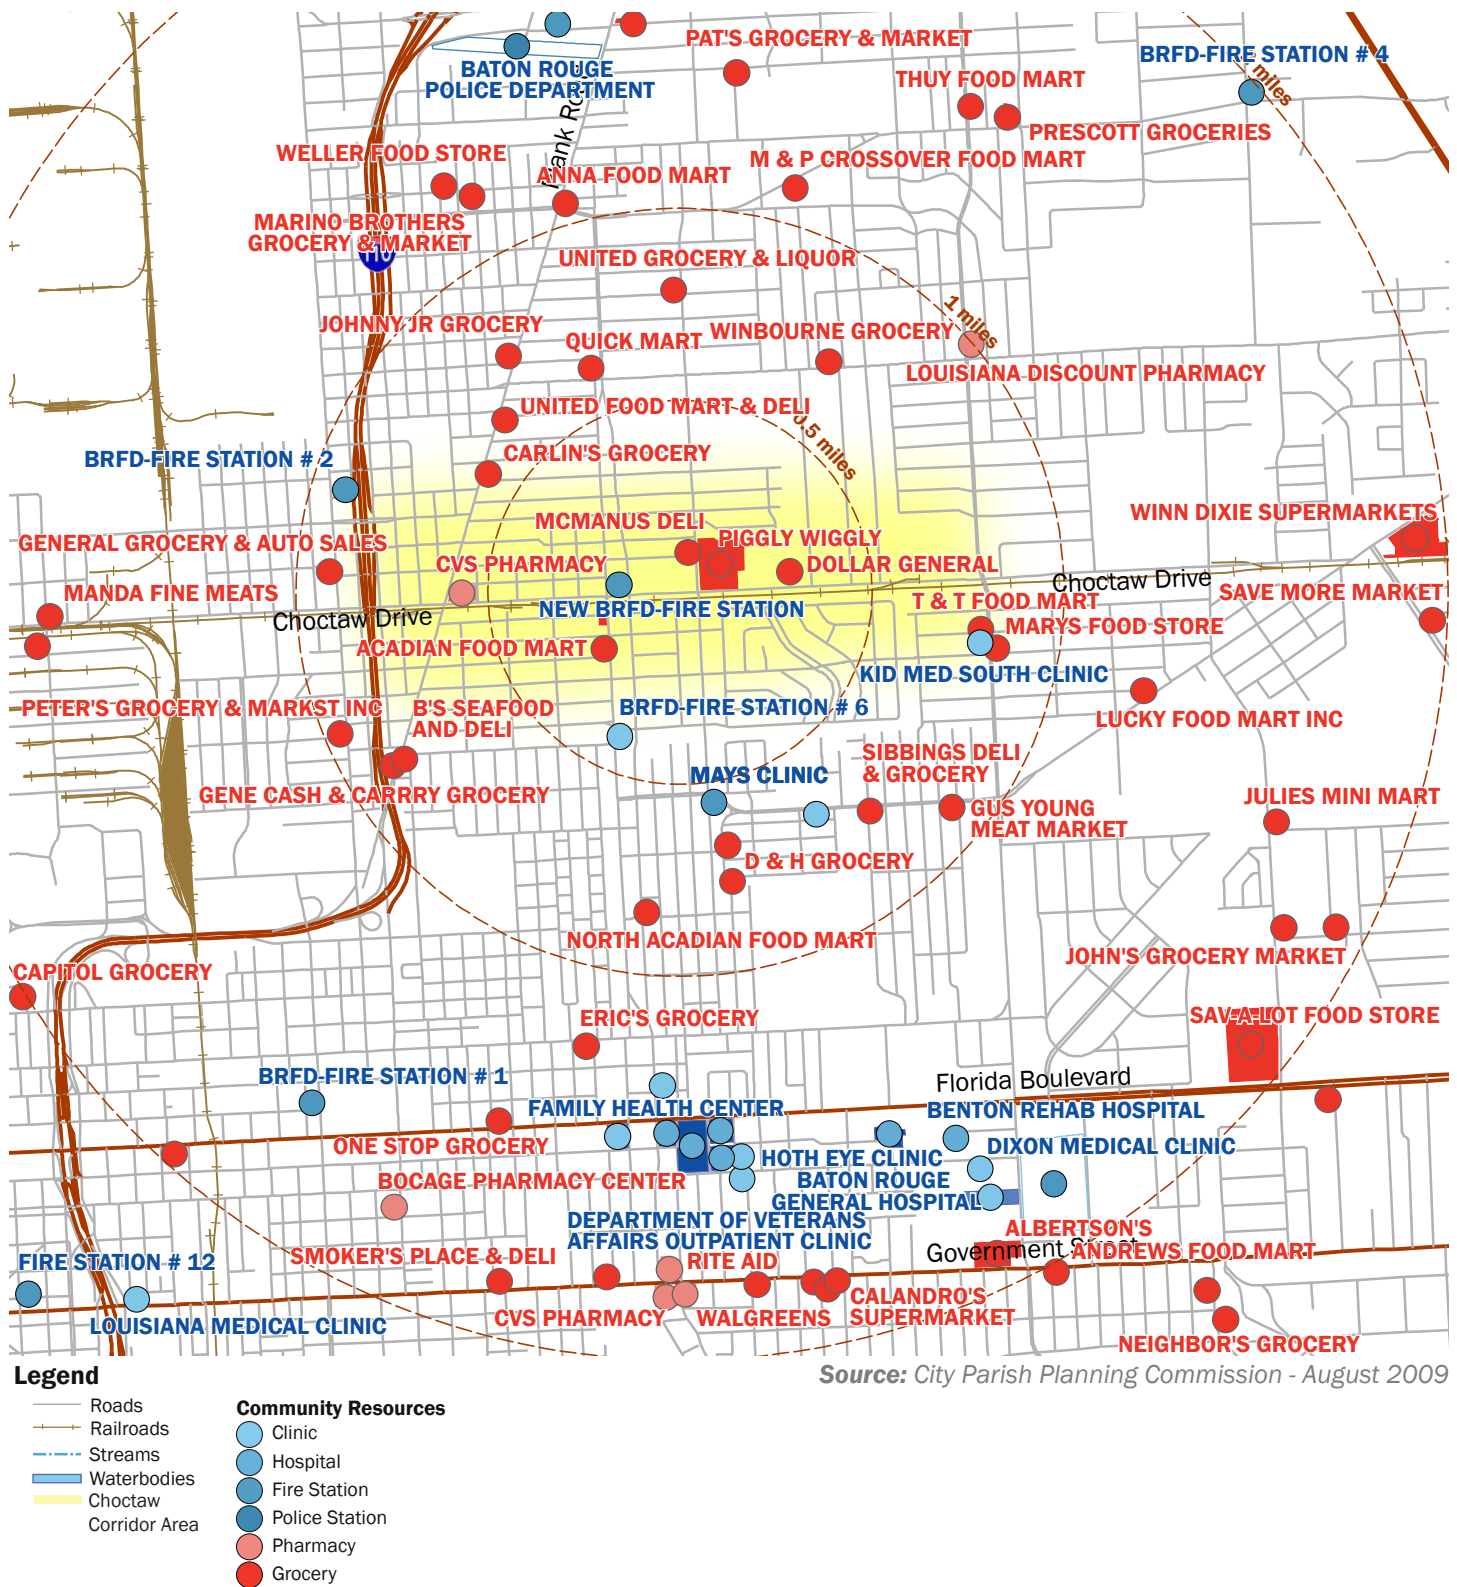 PAT'S GROCERY & MARKET
BRFD-FIRE STATION # 4
BATON ROUGE
POLICE DEPARTMENT
THUY FOOD MART
miles
PRESCOTT GROCERIES
WELLER FOOD STORE
M & P CROSSOVER FOOD MART
ANNA FOOD MART
MARINO BROTHERS
GROCERY & MARKET
UNITED GROCERY & LIQUOR
1 miles
JOHNNY JR GROCERY
QUICK MART
WINBOURNE GROCERY
LOUISIANA DISCOUNT PHARMACY
UNITED FOOD MART & DELI
0.5 miles
CARLIN'S GROCERY
BRFD-FIRE STATION # 2
WINN DIXIE SUPERMARKETS
MCMANUS DELI
PIGGLY WIGGLY
GENERAL GROCERY & AUTO SALES
CVS PHARMACY
DOLLAR GENERAL
Choctaw Drive
MANDA FINE MEATS
SAVE MORE MARKET
NEW BRFD-FIRE STATION
T & T FOOD MART
Choctaw Drive
MARYS FOOD STORE
ACADIAN FOOD MART
KID MED SOUTH CLINIC
PETER'S GROCERY & MARKST INC
B'S SEAFOOD
AND DELI
BRFD-FIRE STATION # 6
LUCKY FOOD MART INC
SIBBINGS DELI
& GROCERY
MAYS CLINIC
GENE CASH & CARRRY GROCERY
JULIES MINI MART
GUS YOUNG
MEAT MARKET
D & H GROCERY
NORTH ACADIAN FOOD MART
JOHN'S GROCERY MARKET
CAPITOL GROCERY
ERIC'S GROCERY
SAV-A-LOT FOOD STORE
BRFD-FIRE STATION # 1
Florida Boulevard
FAMILY HEALTH CENTER
BENTON REHAB HOSPITAL
ONE STOP GROCERY
DIXON MEDICAL CLINIC
HOTH EYE CLINIC
BOCAGE PHARMACY CENTER
BATON ROUGE
GENERAL HOSPITAL
DEPARTMENT OF VETERANS
AFFAIRS OUTPATIENT CLINIC
ALBERTSON'S
Government Street
ANDREWS FOOD MART
SMOKER'S PLACE & DELI
RITE AID
FIRE STATION # 12
CALANDRO'S
SUPERMARKET
CVS PHARMACY
WALGREENS
LOUISIANA MEDICAL CLINIC
NEIGHBOR'S GROCERY
Legend
Source: City Parish Planning Commission - August 2009
Roads
Railroads
Streams
Waterbodies
Choctaw
Corridor Area
Community Resources
Clinic
Hospital
Fire Station
Police Station
Pharmacy
Grocery